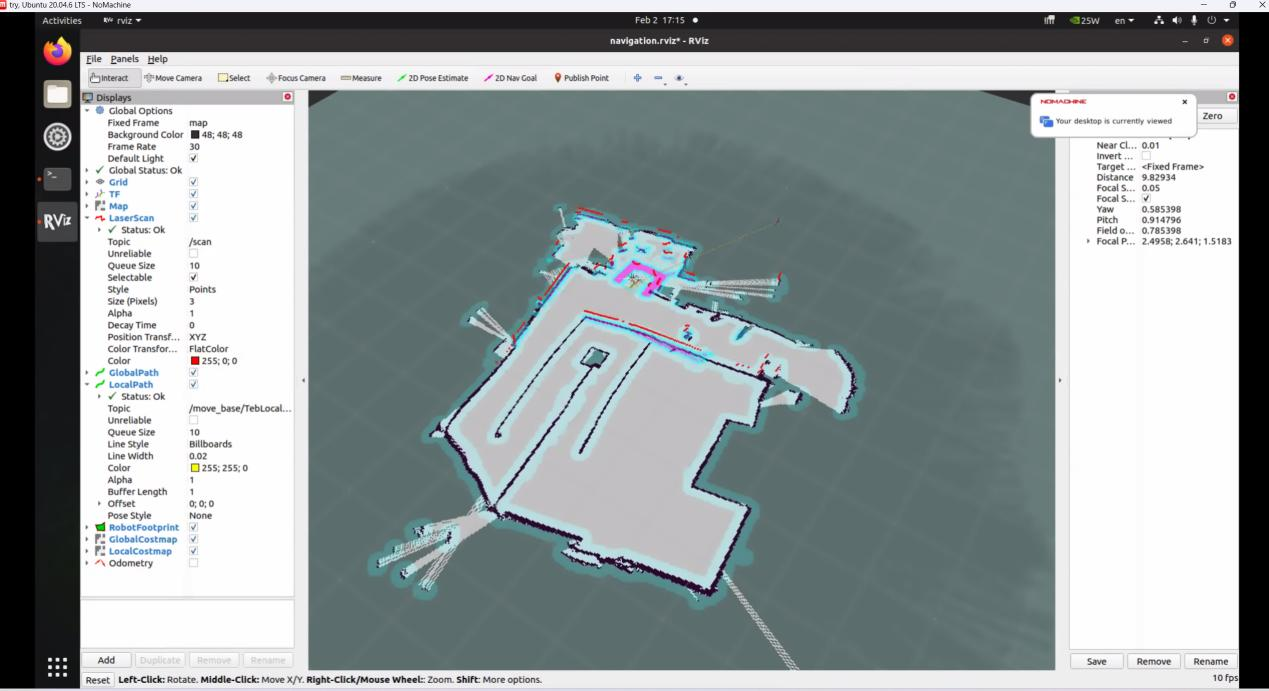 try, Ubuntu 20.04.6 LTS - NoMachine
Activities
rviz
Feb 2 17:15
25W
en
navigation.rviz* - RViz
File Panels Help
Interact Move Camera Select Focus Camera Measure 2D Pose Estimate 2D Nav Goal Publish Point
Displays
Global Options
Fixed Frame map
Background Color 48; 48; 48
Frame Rate 30
Default Light
Global Status: Ok
Grid
TF
Map
LaserScan
Status: Ok
Topic /scan
Unreliable
Queue Size 10
Selectable
Style Points
Size (Pixels) 3
Alpha 1
Decay Time 0
Position Transf... XYZ
Color Transfor... FlatColor
Color 255; 0; 0
GlobalPath
LocalPath
Status: Ok
Topic /move_base/TebLocal...
Unreliable
Queue Size 10
Line Style Billboards
Line Width 0.02
Color 255; 255; 0
Alpha 1
Buffer Length 1
Offset 0; 0; 0
Pose Style None
RobotFootprint
GlobalCostmap
LocalCostmap
Odometry
Add Duplicate Remove Rename
Reset Left-Click: Rotate. Middle-Click: Move X/Y. Right-Click/Mouse Wheel:: Zoom. Shift: More options.
10 fps
RViz
NOMACHINE
Your desktop is currently viewed
Zero
Near Cl... 0.01
Invert ...
Target ... <Fixed Frame>
Distance 9.82934
Focal S... 0.05
Focal S...
Yaw 0.585398
Pitch 0.914796
Field o... 0.785398
Focal P... 2.4958; 2.641; 1.5183
Save Remove Rename